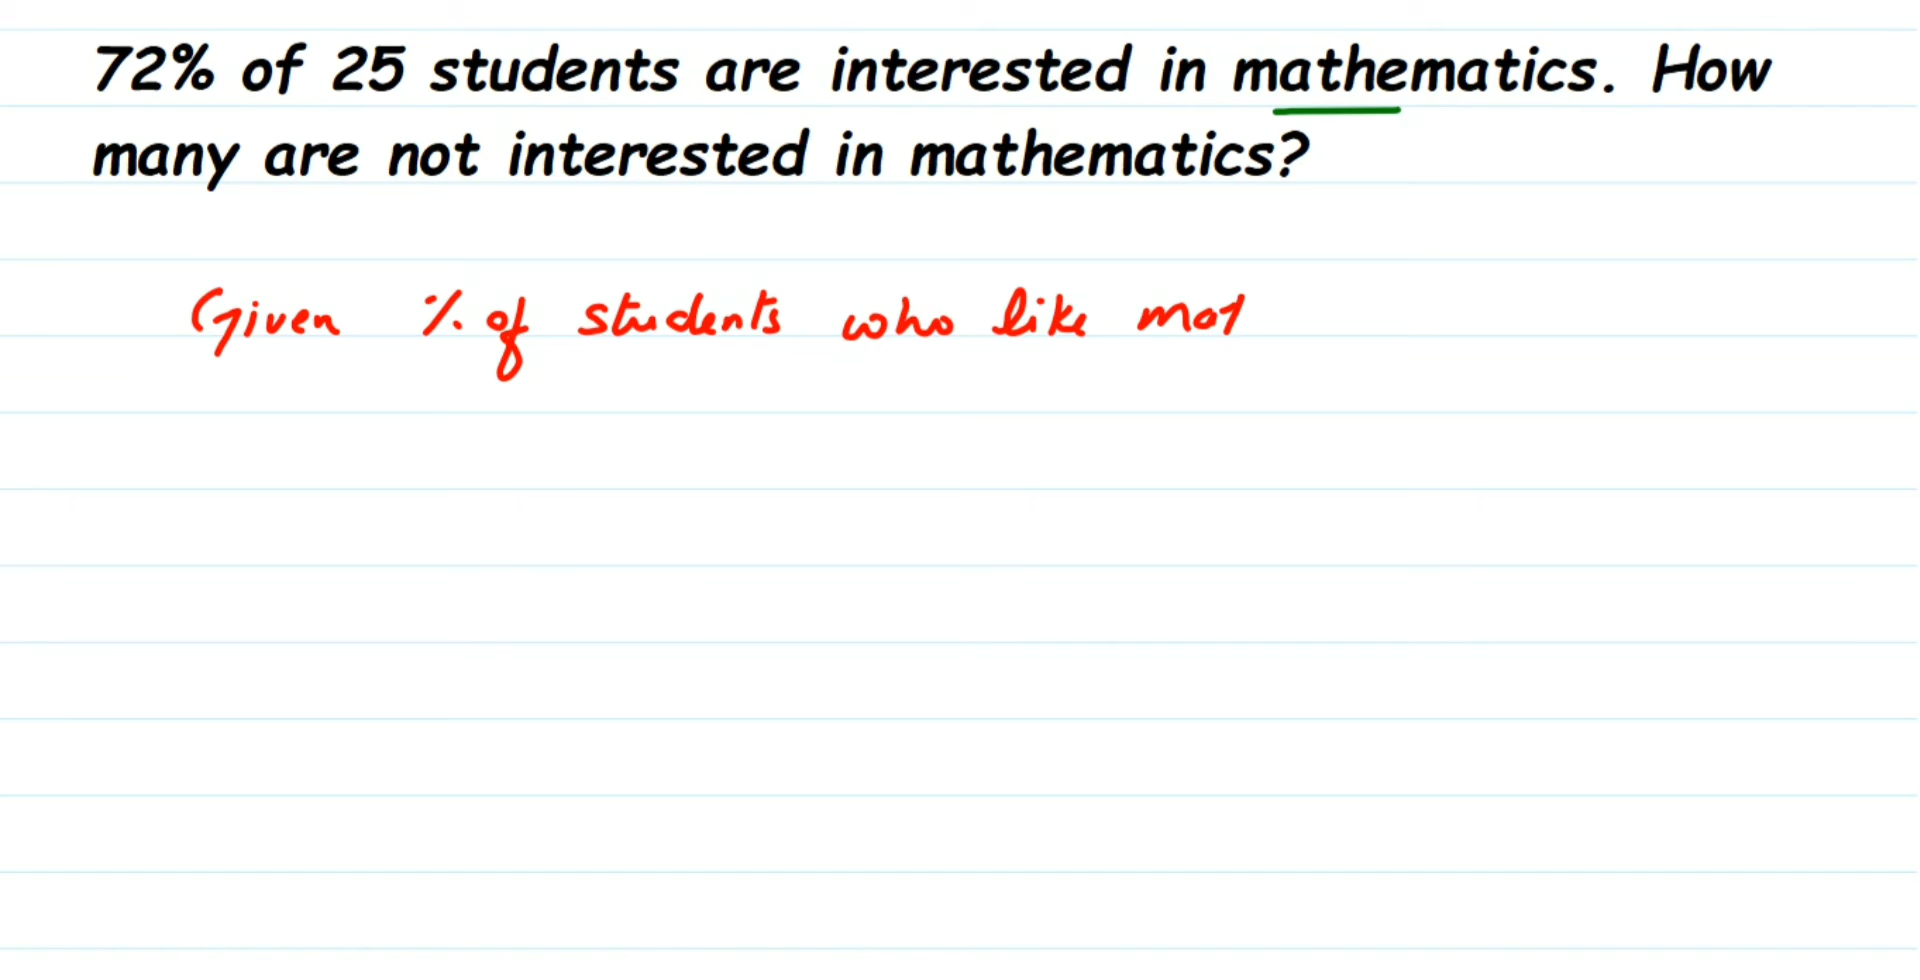 72% of 25 students are interested in mathematics. How
many are not interested in mathematics?
Given % of students who like mat